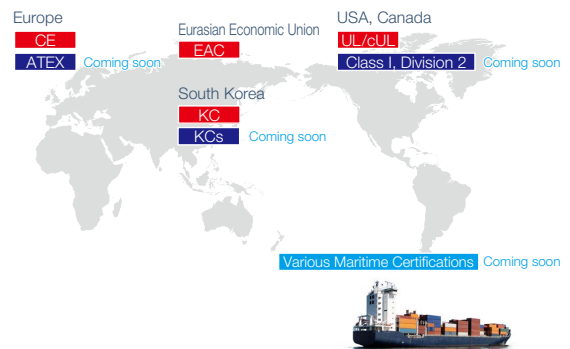 Europe
CE
ATEX Coming soon
Eurasian Economic Union
EAC
South Korea
KC
KCs Coming soon
USA, Canada
UL/cUL
Class I, Division 2 Coming soon
Various Maritime Certifications Coming soon